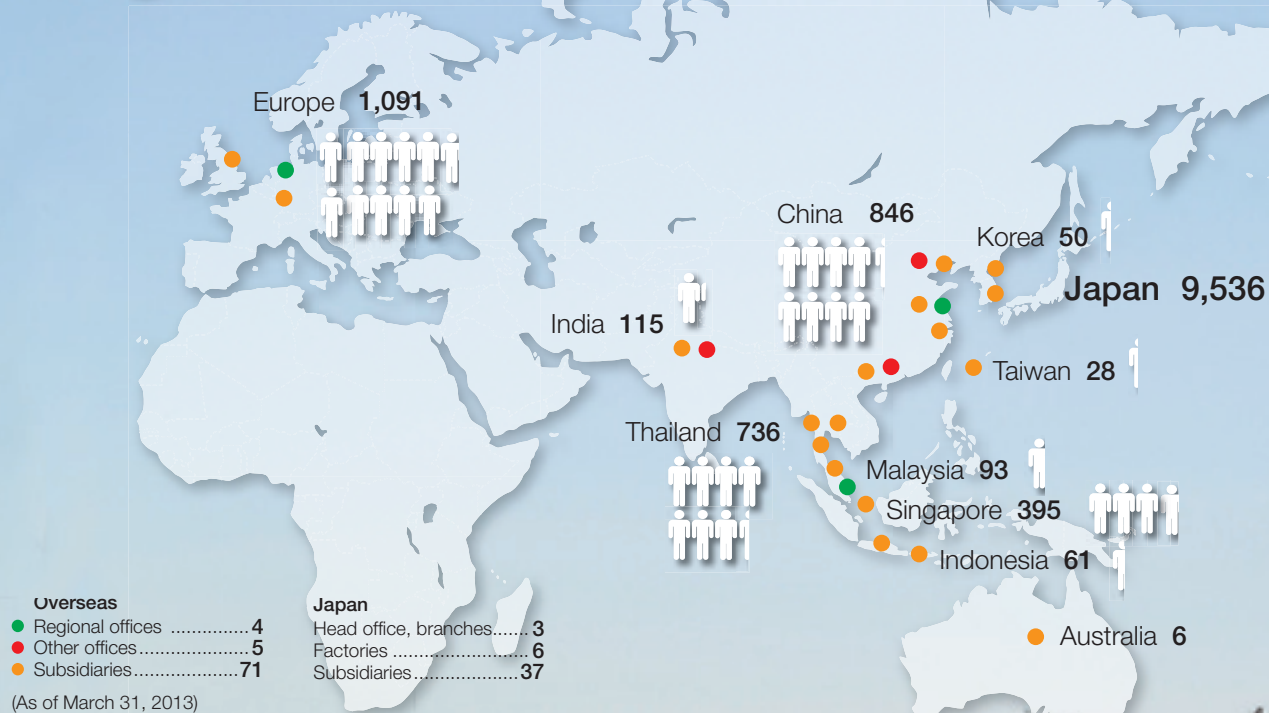 Europe 1,091
China 846
Korea 50
Japan 9,536
India 115
Taiwan 28
Thailand 736
Malaysia 93
Singapore 395
Indonesia 61
Australia 6
Overseas
Regional offices ............... 4
Other offices..................... 5
Subsidiaries.................... 71
Japan
Head office, branches....... 3
Factories .......................... 6
Subsidiaries.................... 37
(As of March 31, 2013)